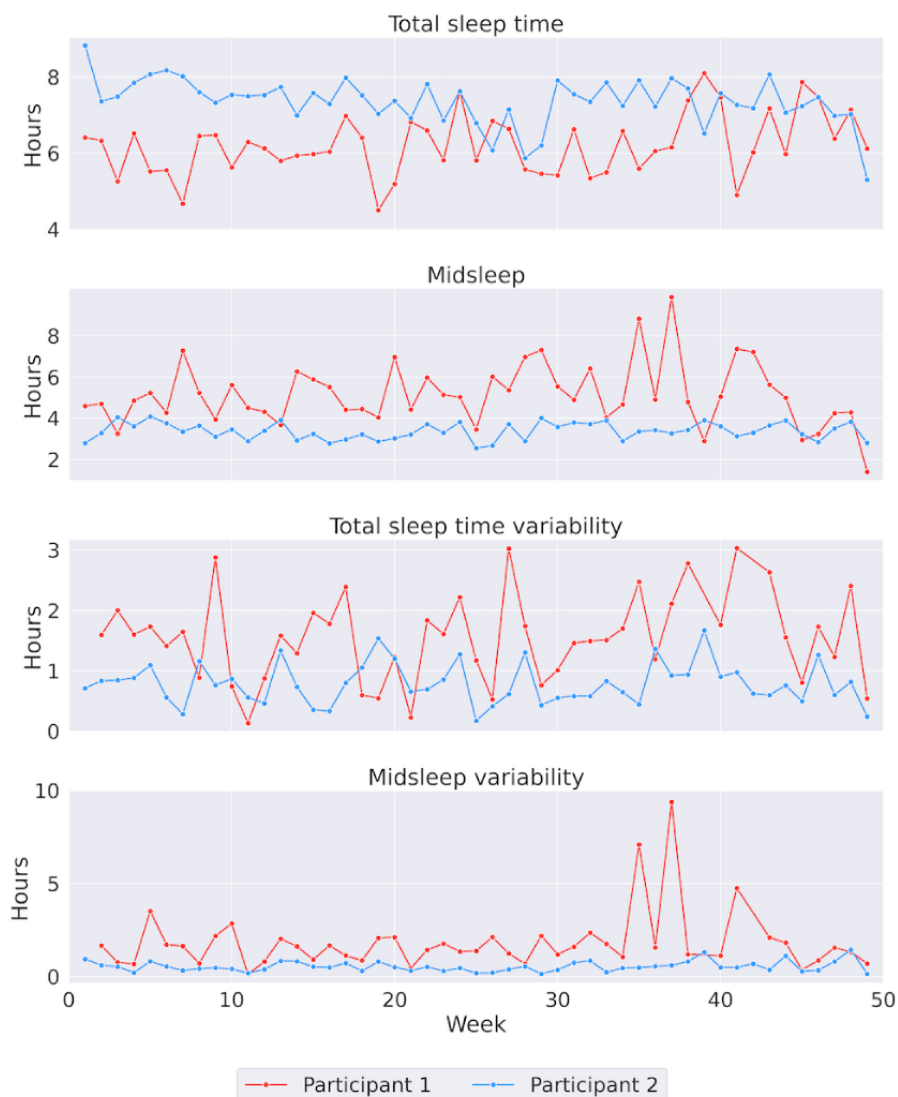 Total sleep time
Hours
8
6
4
Midsleep
Hours
8
6
4
2
Total sleep time variability
Hours
3
2
1
0
Midsleep variability
Hours
10
5
0
0 10 20 30 40 50
Week
Participant 1 Participant 2